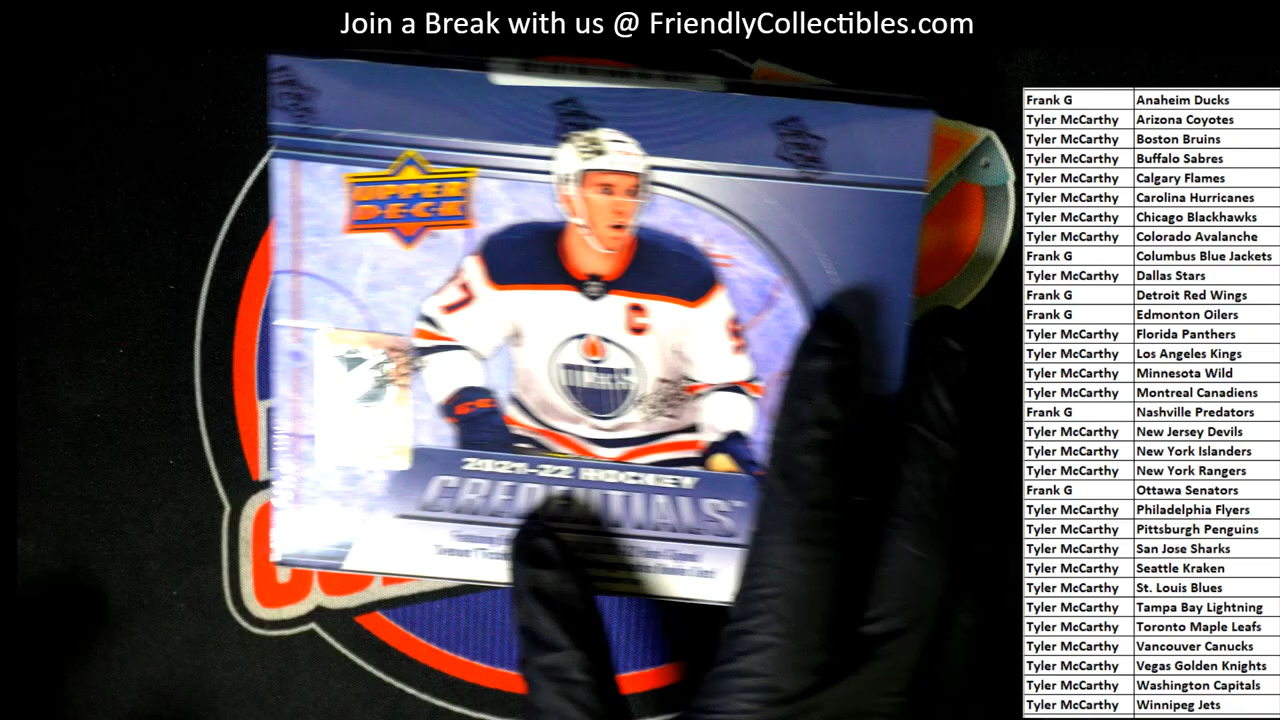 Join a Break with us @ FriendlyCollectibles.com
UPPER
DECK
C
2021-22 HOCKEY
CREDENTIALS
Frank G Anaheim Ducks
Tyler McCarthy Arizona Coyotes
Tyler McCarthy Boston Bruins
Tyler McCarthy Buffalo Sabres
Tyler McCarthy Calgary Flames
Tyler McCarthy Carolina Hurricanes
Tyler McCarthy Chicago Blackhawks
Tyler McCarthy Colorado Avalanche
Frank G Columbus Blue Jackets
Tyler McCarthy Dallas Stars
Frank G Detroit Red Wings
Frank G Edmonton Oilers
Tyler McCarthy Florida Panthers
Tyler McCarthy Los Angeles Kings
Tyler McCarthy Minnesota Wild
Tyler McCarthy Montreal Canadiens
Frank G Nashville Predators
Tyler McCarthy New Jersey Devils
Tyler McCarthy New York Islanders
Tyler McCarthy New York Rangers
Frank G Ottawa Senators
Tyler McCarthy Philadelphia Flyers
Tyler McCarthy Pittsburgh Penguins
Tyler McCarthy San Jose Sharks
Tyler McCarthy Seattle Kraken
Tyler McCarthy St. Louis Blues
Tyler McCarthy Tampa Bay Lightning
Tyler McCarthy Toronto Maple Leafs
Tyler McCarthy Vancouver Canucks
Tyler McCarthy Vegas Golden Knights
Tyler McCarthy Washington Capitals
Tyler McCarthy Winnipeg Jets